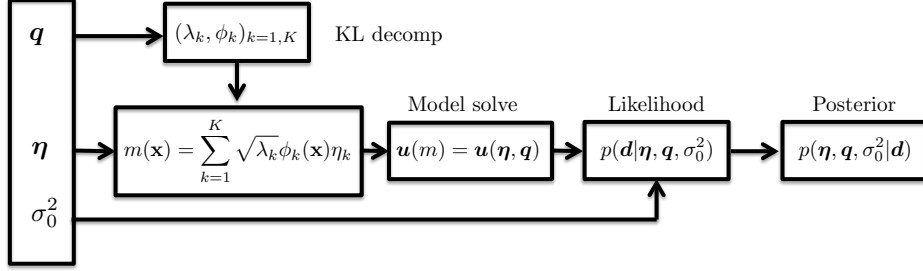 q
(λ_k, ϕ_k)_{k=1,K}
KL decomp
Model solve
Likelihood
Posterior
η
m(x) = ∑_{k=1}^{K} √λ_k ϕ_k(x)η_k
u(m) = u(η, q)
p(d|η, q, σ_0^2)
p(η, q, σ_0^2|d)
σ_0^2